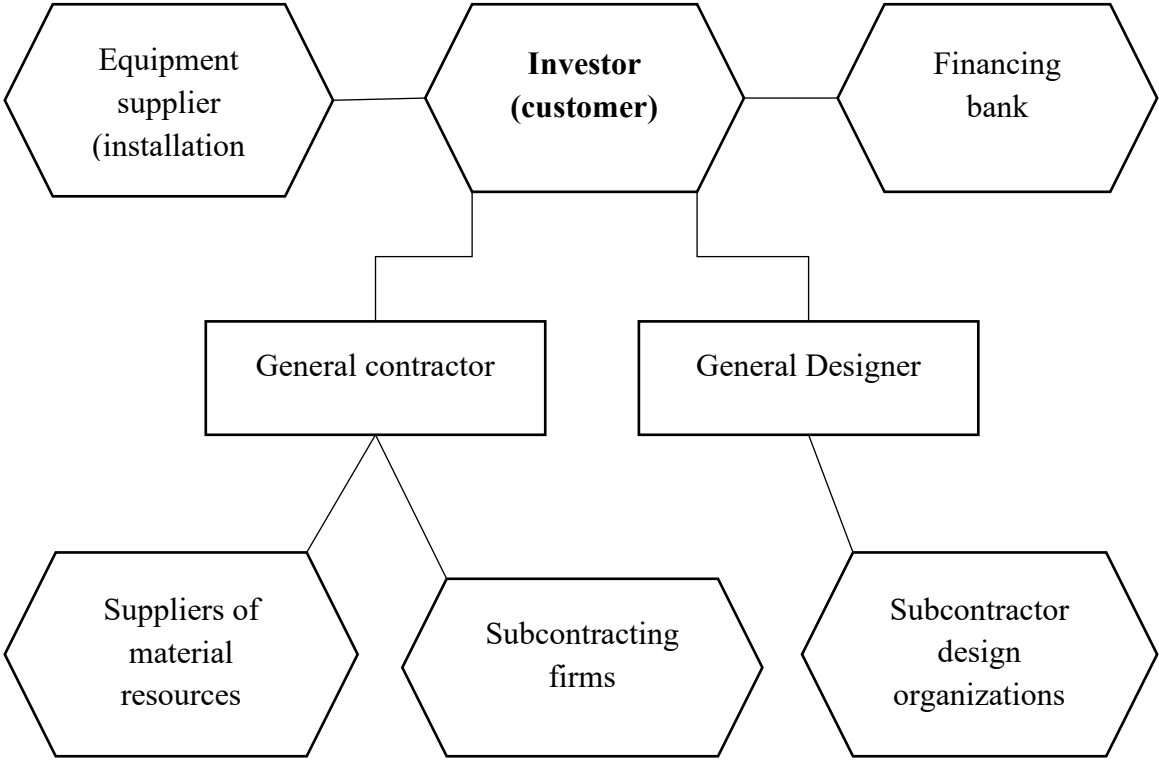 Equipment
supplier
(installation
Investor
(customer)
Financing
bank
General contractor
General Designer
Suppliers of
material
resources
Subcontracting
firms
Subcontractor
design
organizations